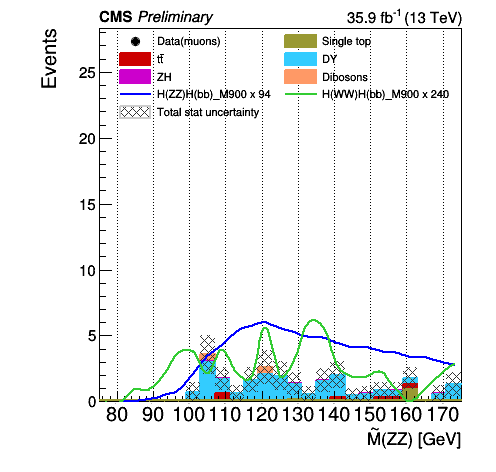 CMS Preliminary 35.9 fb⁻¹ (13 TeV)
Events
Data(muons) Single top
tt̄ DY
ZH Dibosons
H(ZZ)H(bb)_M900 x 94 H(WW)H(bb)_M900 x 240
Total stat uncertainty
25
20
15
10
5
0
80 90 100 110 120 130 140 150 160 170
M̃(ZZ) [GeV]